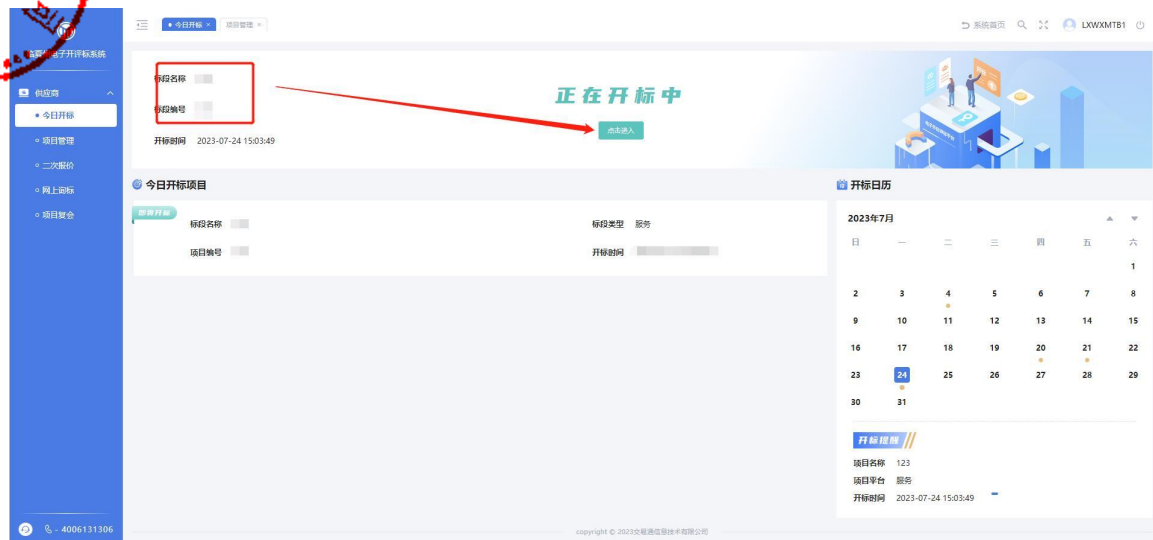 今日开标 ×
项目管理 ×
系统首页
LXWXMTB1
电子开评标系统
供应商
今日开标
项目管理
二次报价
网上询标
项目复会
4006131306
标段名称
标段编号
开标时间 2023-07-24 15:03:49
正在开标中
点击进入
今日开标项目
即将开标
标段名称
标段类型 服务
项目编号
开标时间
开标日历
2023年7月
日 一 二 三 四 五 六
1
2 3 4 5 6 7 8
9 10 11 12 13 14 15
16 17 18 19 20 21 22
23 24 25 26 27 28 29
30 31
开标提醒
项目名称 123
项目平台 服务
开标时间 2023-07-24 15:03:49
copyright © 2023交易通信息技术有限公司